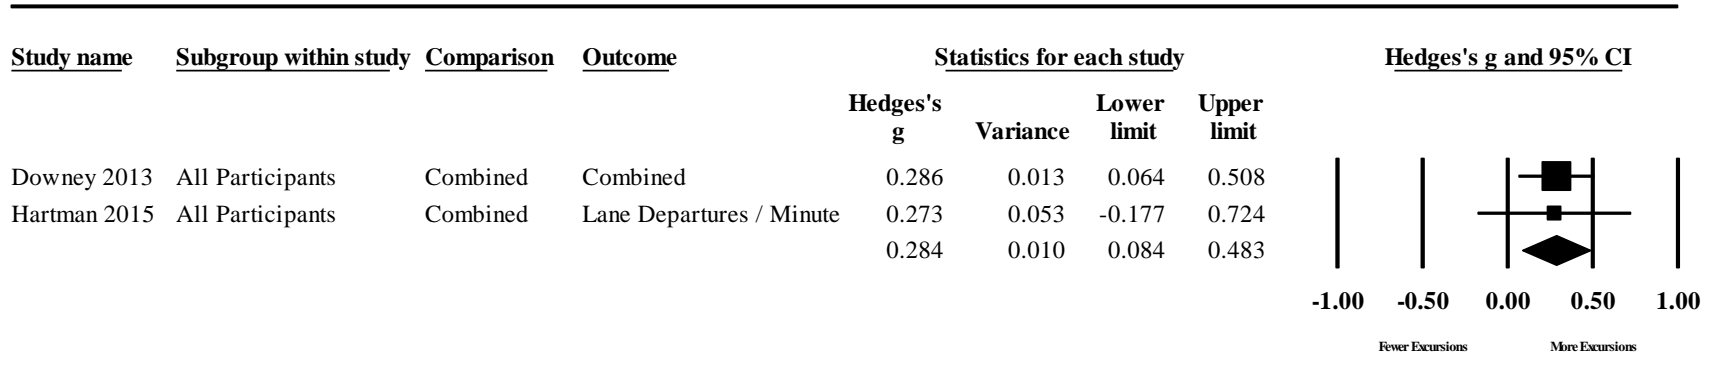 Study name Subgroup within study Comparison Outcome Statistics for each study Hedges's g and 95% CI
Hedges's g Variance Lower limit Upper limit
Downey 2013 All Participants Combined Combined 0.286 0.013 0.064 0.508
Hartman 2015 All Participants Combined Lane Departures / Minute 0.273 0.053 -0.177 0.724
0.284 0.010 0.084 0.483
-1.00 -0.50 0.00 0.50 1.00
Fewer Excursions More Excursions